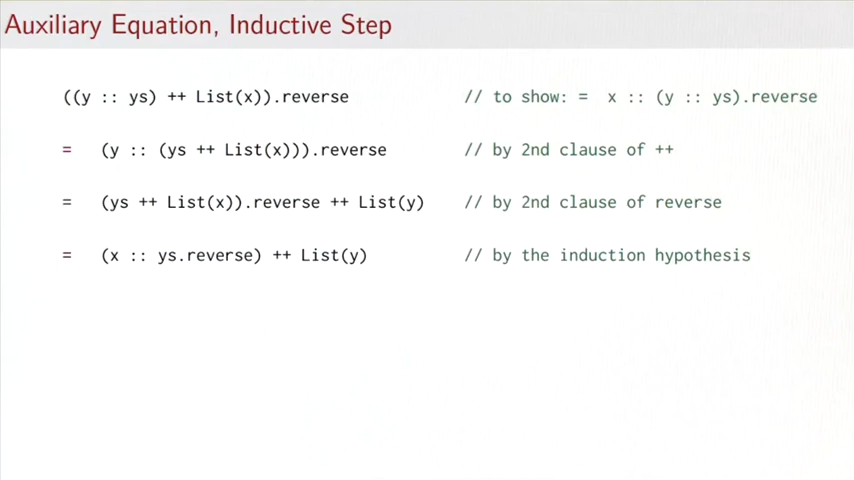 Auxiliary Equation, Inductive Step
((y :: ys) ++ List(x)).reverse // to show: = x :: (y :: ys).reverse
= (y :: (ys ++ List(x))).reverse // by 2nd clause of ++
= (ys ++ List(x)).reverse ++ List(y) // by 2nd clause of reverse
= (x :: ys.reverse) ++ List(y) // by the induction hypothesis